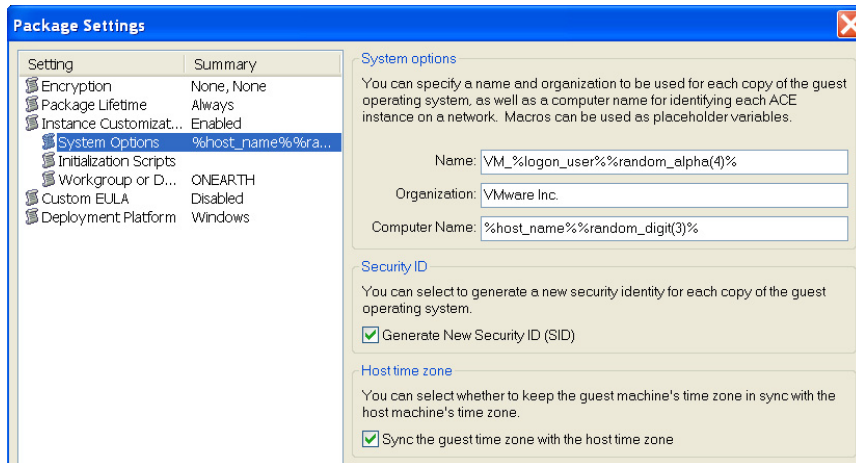 Package Settings
Setting Summary
Encryption None, None
Package Lifetime Always
Instance Customizat... Enabled
System Options %host_name%%ra...
Initialization Scripts
Workgroup or D... ONEARTH
Custom EULA Disabled
Deployment Platform Windows
System options
You can specify a name and organization to be used for each copy of the guest
operating system, as well as a computer name for identifying each ACE
instance on a network. Macros can be used as placeholder variables.
Name: VM_%logon_user%%random_alpha(4)%
Organization: VMware Inc.
Computer Name: %host_name%%random_digit(3)%
Security ID
You can select to generate a new security identity for each copy of the guest
operating system.
Generate New Security ID (SID)
Host time zone
You can select whether to keep the guest machine's time zone in sync with the
host machine's time zone.
Sync the guest time zone with the host time zone